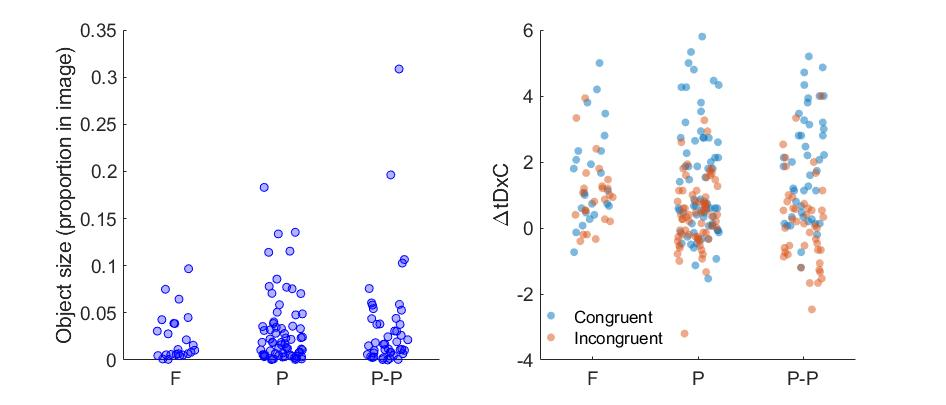 Object size (proportion in image)
0.35
0.3
0.25
0.2
0.15
0.1
0.05
0
F P P-P
ΔtDxC
6
4
2
0
-2
-4
Congruent
Incongruent
F P P-P